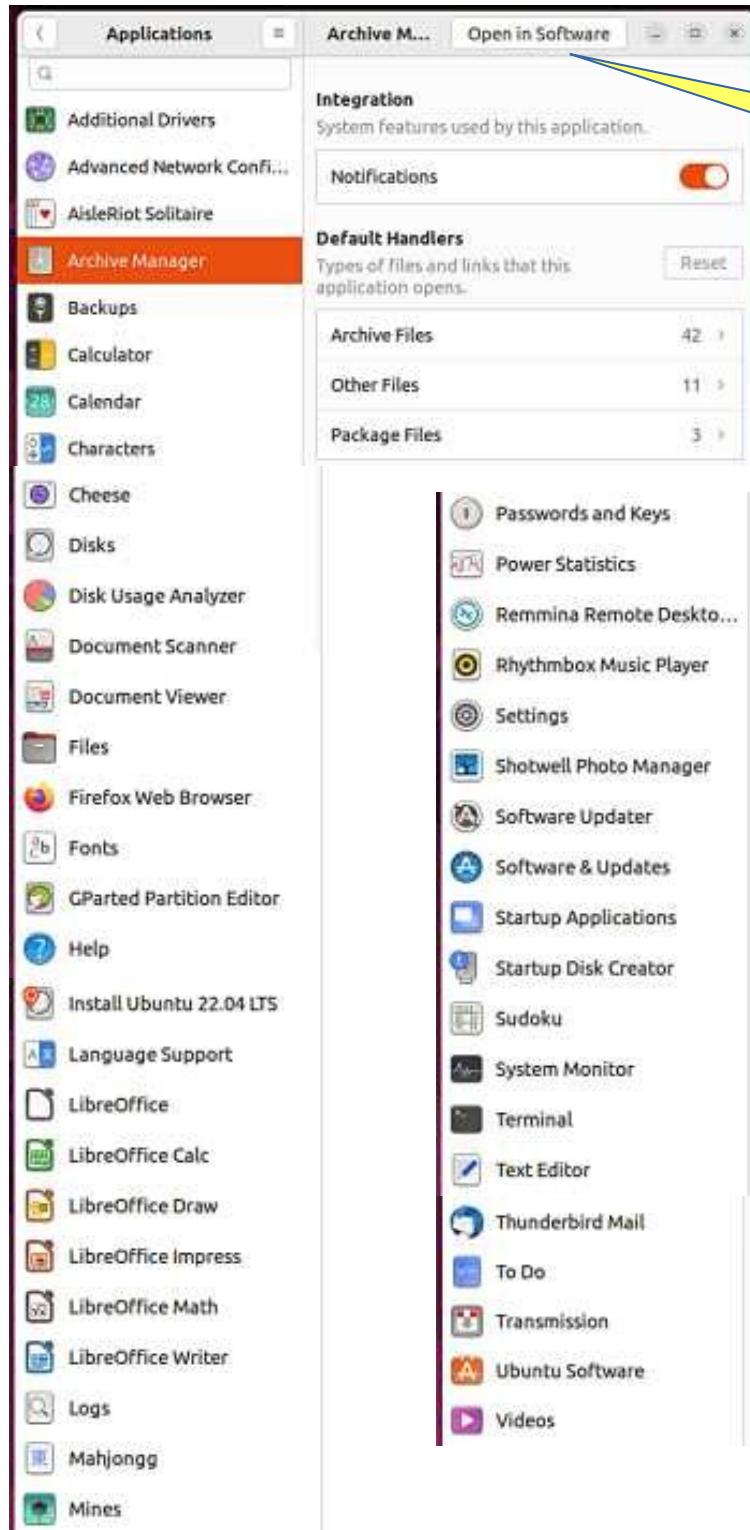 Applications
Archive M...
Open in Software
Additional Drivers
Advanced Network Confi...
AisleRiot Solitaire
Archive Manager
Backups
Calculator
28
Calendar
Characters
Integration
System features used by this application.
Notifications
Default Handlers
Types of files and links that this
application opens.
Reset
Archive Files 42
Other Files 11
Package Files 3
Cheese
Disks
Disk Usage Analyzer
Document Scanner
Document Viewer
Files
Firefox Web Browser
Fonts
GParted Partition Editor
Help
Install Ubuntu 22.04 LTS
Language Support
LibreOffice
LibreOffice Calc
LibreOffice Draw
LibreOffice Impress
LibreOffice Math
LibreOffice Writer
Logs
Mahjongg
Mines
Passwords and Keys
Power Statistics
Remmina Remote Deskto...
Rhythmbox Music Player
Settings
Shotwell Photo Manager
Software Updater
Software & Updates
Startup Applications
Startup Disk Creator
Sudoku
System Monitor
Terminal
Text Editor
Thunderbird Mail
To Do
Transmission
Ubuntu Software
Videos